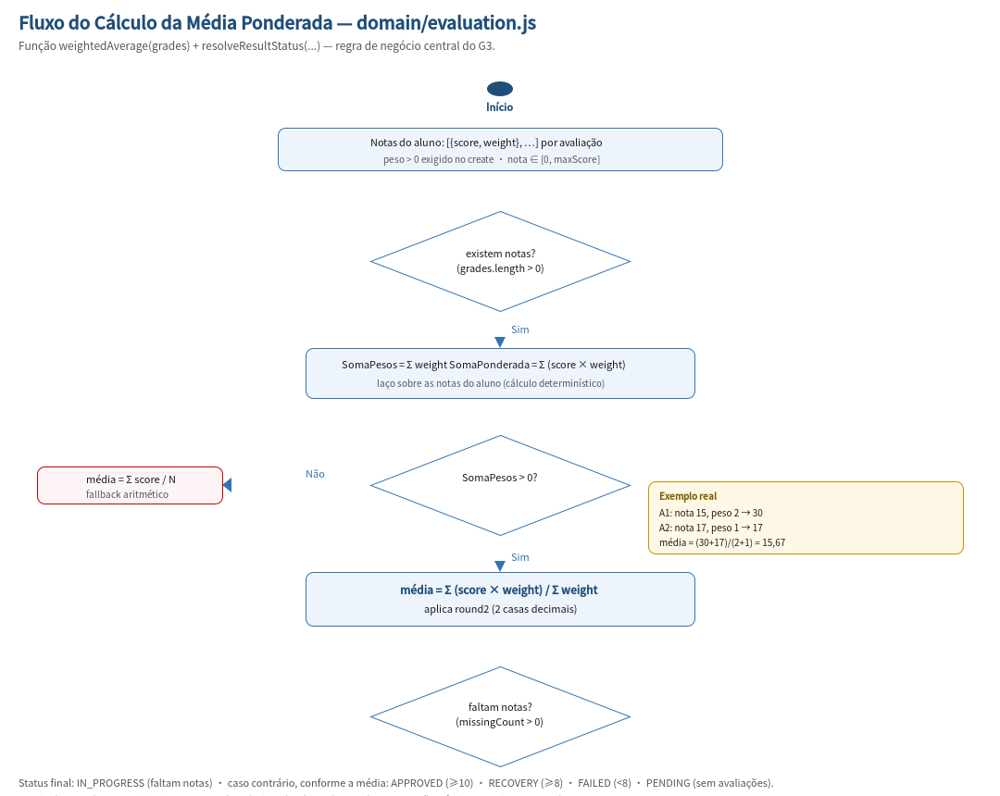 Fluxo do Cálculo da Média Ponderada — domain/evaluation.js
Função weightedAverage(grades) + resolveResultStatus(...) — regra de negócio central do G3.
Início
Notas do aluno: [{score, weight}, …] por avaliação
peso > 0 exigido no create · nota ∈ [0, maxScore]
existem notas?
(grades.length > 0)
Sim
SomaPesos = Σ weight SomaPonderada = Σ (score × weight)
laço sobre as notas do aluno (cálculo determinístico)
média = Σ score / N
fallback aritmético
Não
SomaPesos > 0?
Exemplo real
A1: nota 15, peso 2 → 30
A2: nota 17, peso 1 → 17
média = (30+17)/(2+1) = 15,67
Sim
média = Σ (score × weight) / Σ weight
aplica round2 (2 casas decimais)
faltam notas?
(missingCount > 0)
Status final: IN_PROGRESS (faltam notas) · caso contrário, conforme a média: APPROVED (⩾10) · RECOVERY (⩾8) · FAILED (<8) · PENDING (sem avaliações).